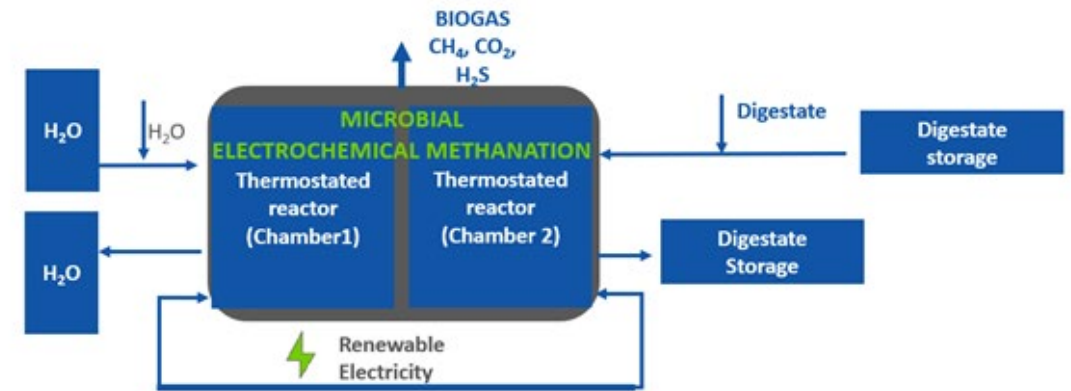 BIOGAS
CH₄, CO₂,
H₂S
H₂O
H₂O
MICROBIAL
ELECTROCHEMICAL METHANATION
Thermostated
reactor
(Chamber1)
Thermostated
reactor
(Chamber 2)
Digestate
Digestate
storage
H₂O
Digestate
Storage
Renewable
Electricity